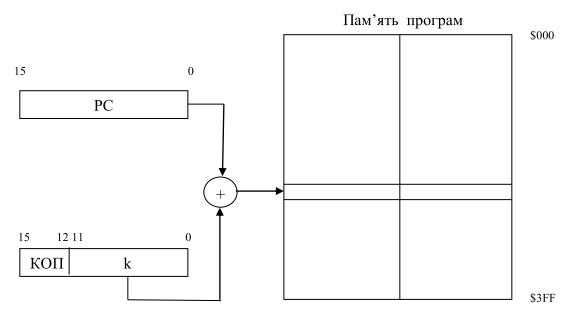 Пам’ять програм
$000
15 0
PC
+
15 12 11 0
КОП k
$3FF